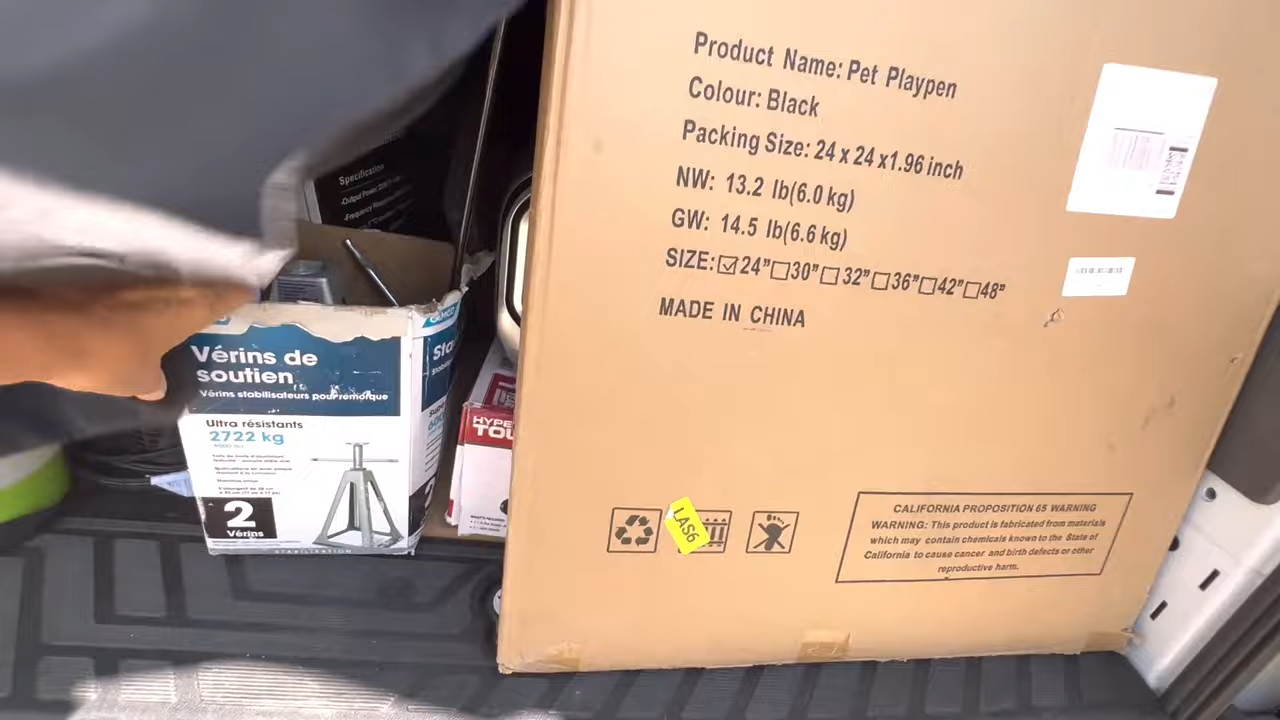 Product Name: Pet Playpen
Colour: Black
Packing Size: 24 x 24 x1.96 inch
NW: 13.2 lb(6.0 kg)
GW: 14.5 lb(6.6 kg)
SIZE: 24" 30" 32" 36" 42" 48"
MADE IN CHINA
LAS6
CALIFORNIA PROPOSITION 65 WARNING
WARNING: This product is fabricated from materials
which may contain chemicals known to the State of
California to cause cancer and birth defects or other
reproductive harm.
Specification
Vérins de
soutien
Vérins stabilisateurs pour remorque
Ultra résistants
2722 kg
2
Vérins
STABILIZATION
HYPE
TOU